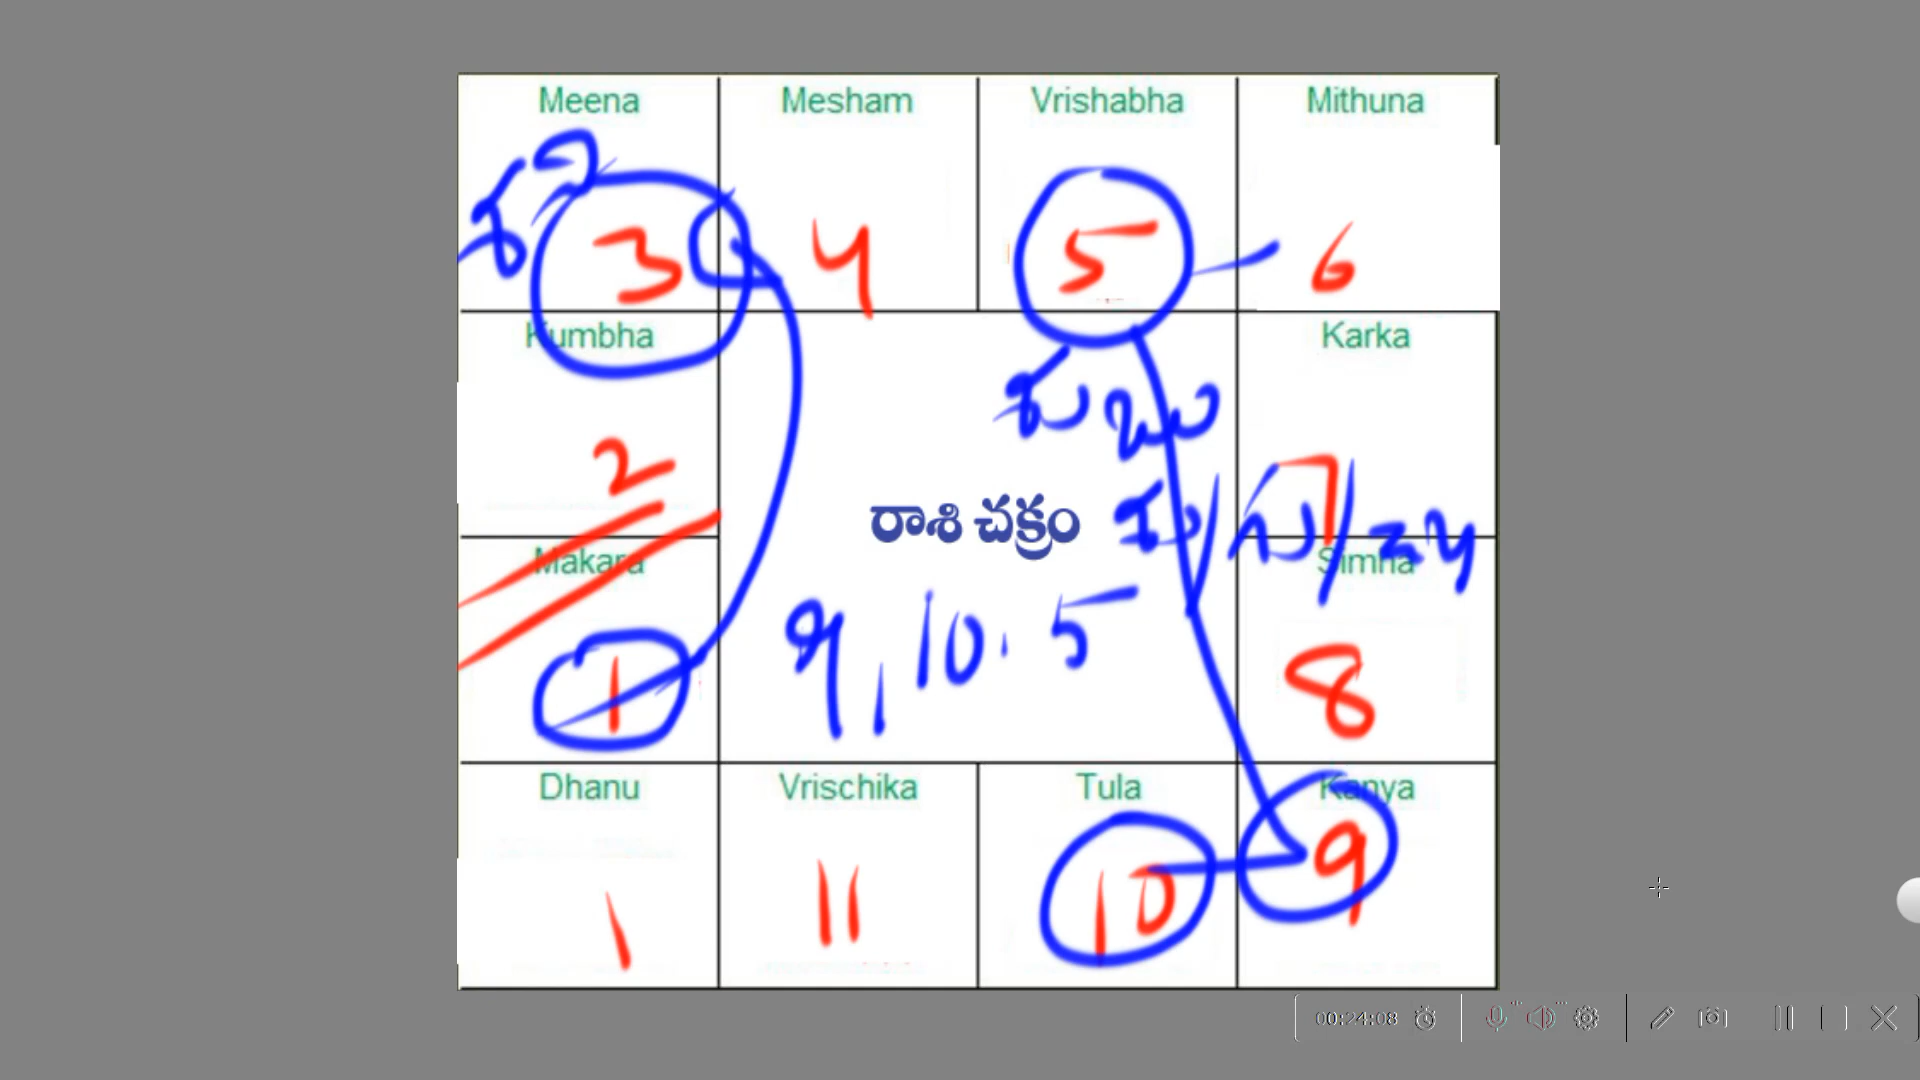 Meena Mesham Vrishabha Mithuna
3 4 5 6
Kumbha Karka
2 7
రాశి చక్రం
Makara Simha
9, 10. 5
1 8
Dhanu Vrischika Tula Kanya
1 11 10 9
00:24:08